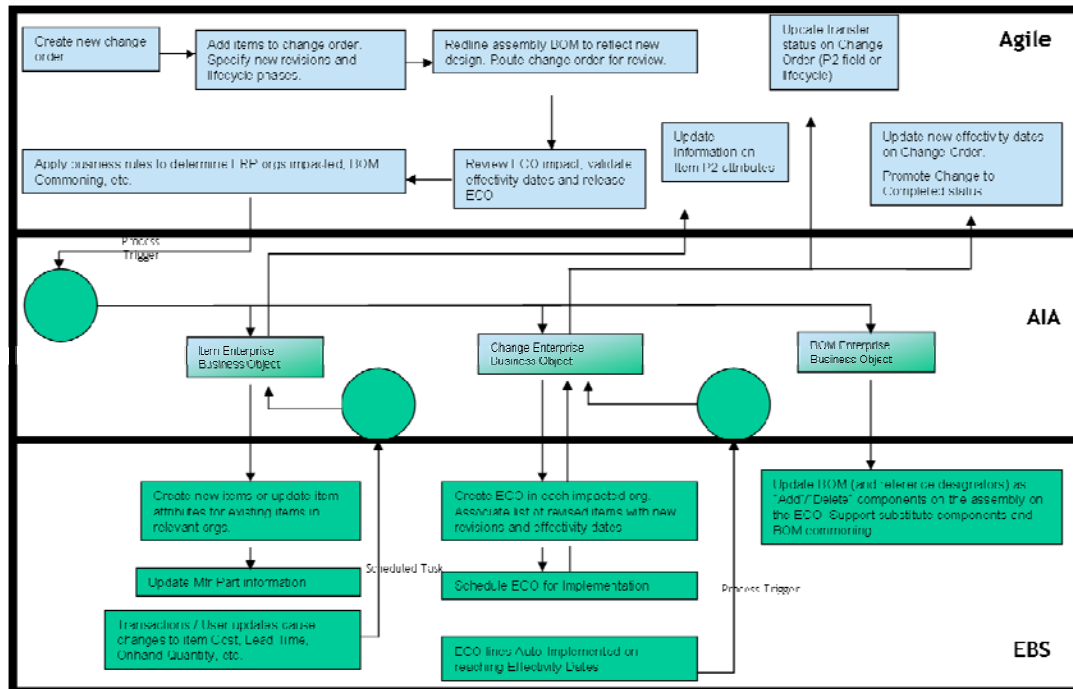 Create new change
order
Add items to change order.
Specify new revisions and
lifecycle phases.
Redline assembly BOM to reflect new
design. Route change order for review.
Update transfer
status on Change
Order (P2 field or
lifecycle)
Agile
Apply business rules to determine ERP orgs impacted, BOM
Commoning, etc.
Review ECO impact, validate
effectivity dates and release
ECO
Update
Information on
Item P2 attributes
Update new effectivity dates
on Change Order.
Promote Change to
Completed status
Process
Trigger
AIA
Item Enterprise
Business Object
Change Enterprise
Business Object
BOM Enterprise
Business Object
Create new items or update item
attributes for existing items in
relevant orgs.
Create ECO in each impacted org.
Associate list of revised items with new
revisions and effectivity dates
Update BOM (and reference designators) as
"Add"/"Delete" components on the assembly on
the ECO. Support substitute components and
BOM commoning
Scheduled Task
Update Mfr Part information
Schedule ECO for Implementation
Process Trigger
Transactions / User updates cause
changes to item Cost, Lead Time,
Onhand Quantity, etc.
ECO lines Auto Implemented on
reaching Effectivity Dates
EBS